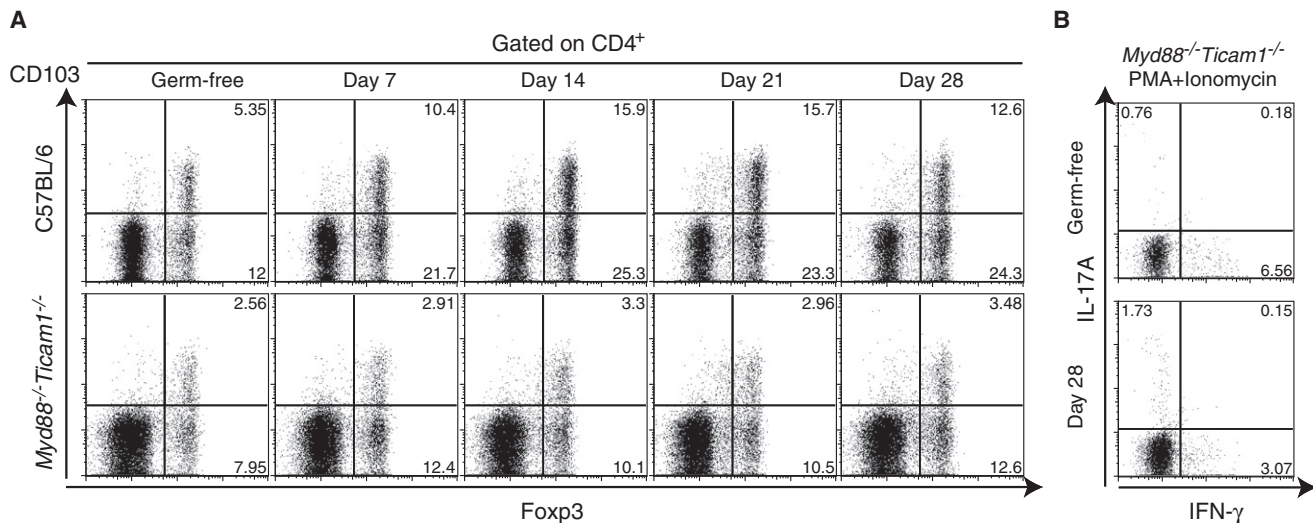 A
B
Gated on CD4+
Myd88-/-Ticam1-/-
PMA+Ionomycin
CD103
Germ-free
Day 7
Day 14
Day 21
Day 28
C57BL/6
5.35
10.4
15.9
15.7
12.6
12
21.7
25.3
23.3
24.3
Myd88-/-Ticam1-/-
2.56
2.91
3.3
2.96
3.48
7.95
12.4
10.1
10.5
12.6
Foxp3
Germ-free
0.76
0.18
6.56
IL-17A
Day 28
1.73
0.15
3.07
IFN-γ